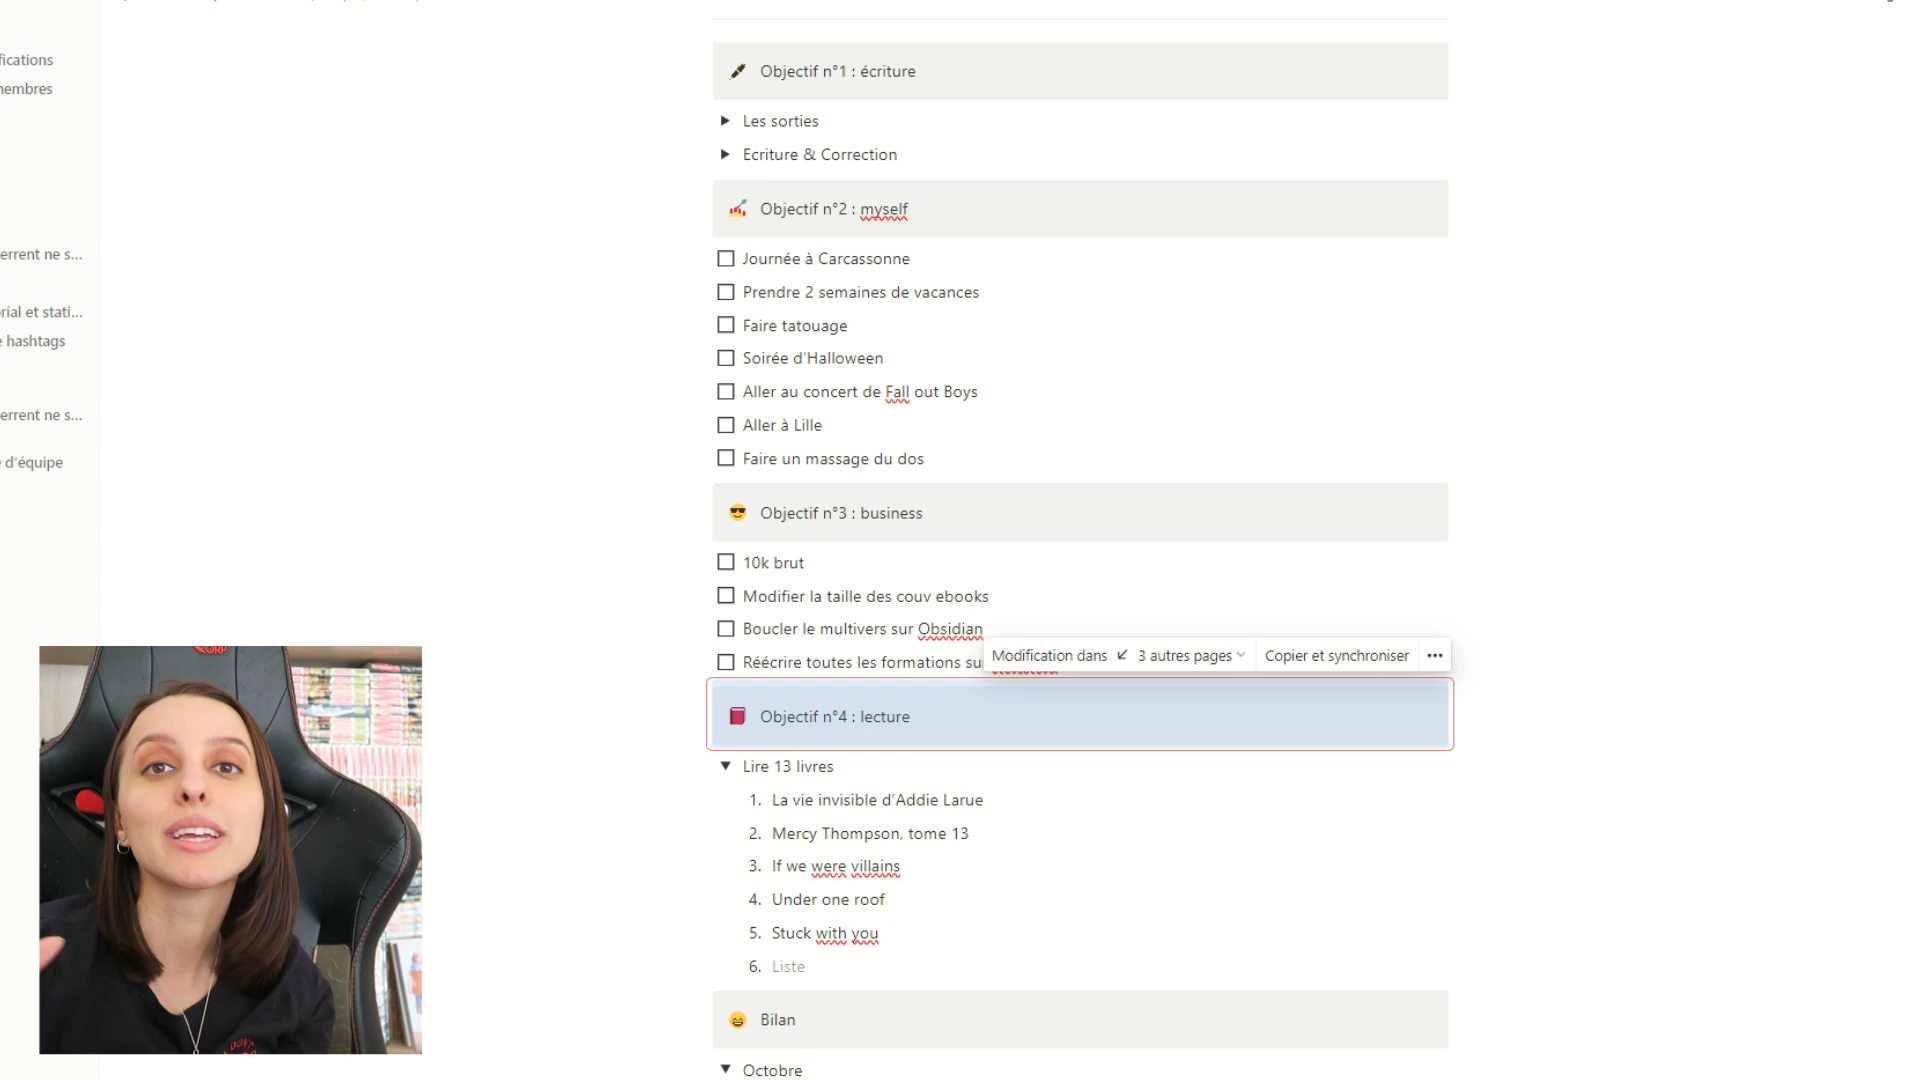 fications
membres
errent ne s...
rial et stati...
e hashtags
errent ne s...
d'équipe
Objectif n°1 : écriture
Les sorties
Ecriture & Correction
Objectif n°2 : myself
Journée à Carcassonne
Prendre 2 semaines de vacances
Faire tatouage
Soirée d'Halloween
Aller au concert de Fall out Boys
Aller à Lille
Faire un massage du dos
Objectif n°3 : business
10k brut
Modifier la taille des couv ebooks
Boucler le multivers sur Obsidian
Réécrire toutes les formations su
Modification dans ↙ 3 autres pages
Copier et synchroniser
•••
Objectif n°4 : lecture
Lire 13 livres
1. La vie invisible d'Addie Larue
2. Mercy Thompson, tome 13
3. If we were villains
4. Under one roof
5. Stuck with you
6. Liste
Bilan
Octobre
CORP